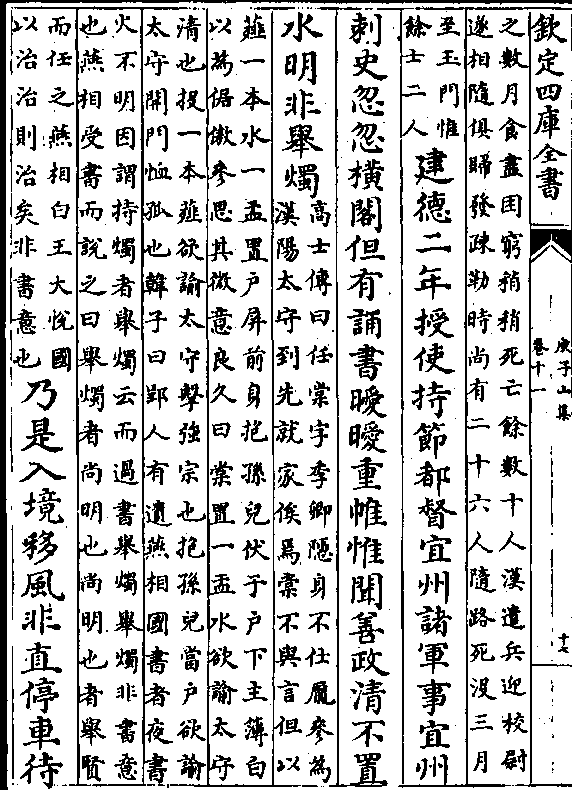 欽定四庫全書
庾子山集
卷十一
十七
之數月食盡困窮稍稍死亡餘數十人漢遣兵迎校尉
遂相隨俱歸發疎勒時尚有二十六人隨路死没三月
至玉門惟
餘士二人
建德二年授使持節都督宜州諸軍事宜州
刺史忽忽橫閣但有誦書曖曖重帷惟聞善政清不置
水明非舉燭
高士傳曰任棠字季卿隱身不仕龎參為
漢陽太守到先就家俟焉棠不與言但以
薤一本水一盂置户屏前身抱孫兒伏于户下主薄白
以為倨傲參思其微意良久曰棠置一盂水欲諭太守
清也投一本薤欲諭太守擊強宗也抱孫兒當户欲諭
太守開門恤孤也韓子曰郢人有遺燕相國書者夜書
火不明因謂持燭者舉燭云而過書舉燭舉燭非書意
也燕相受書而說之曰舉燭者尚明也尚明也者舉賢
而任之燕相白王大悅國
以治治則治矣非書意也
乃是入境移風非直停車待